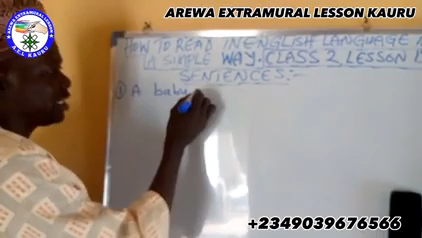 AREWA EXTRAMURAL LESSON KAURU
A.E.L KAURU
HOW TO READ IN ENGLISH LANGUAGE
A SIMPLE WAY. CLASS 2 LESSON
SENTENCES:-
① A baby
+2349039676566